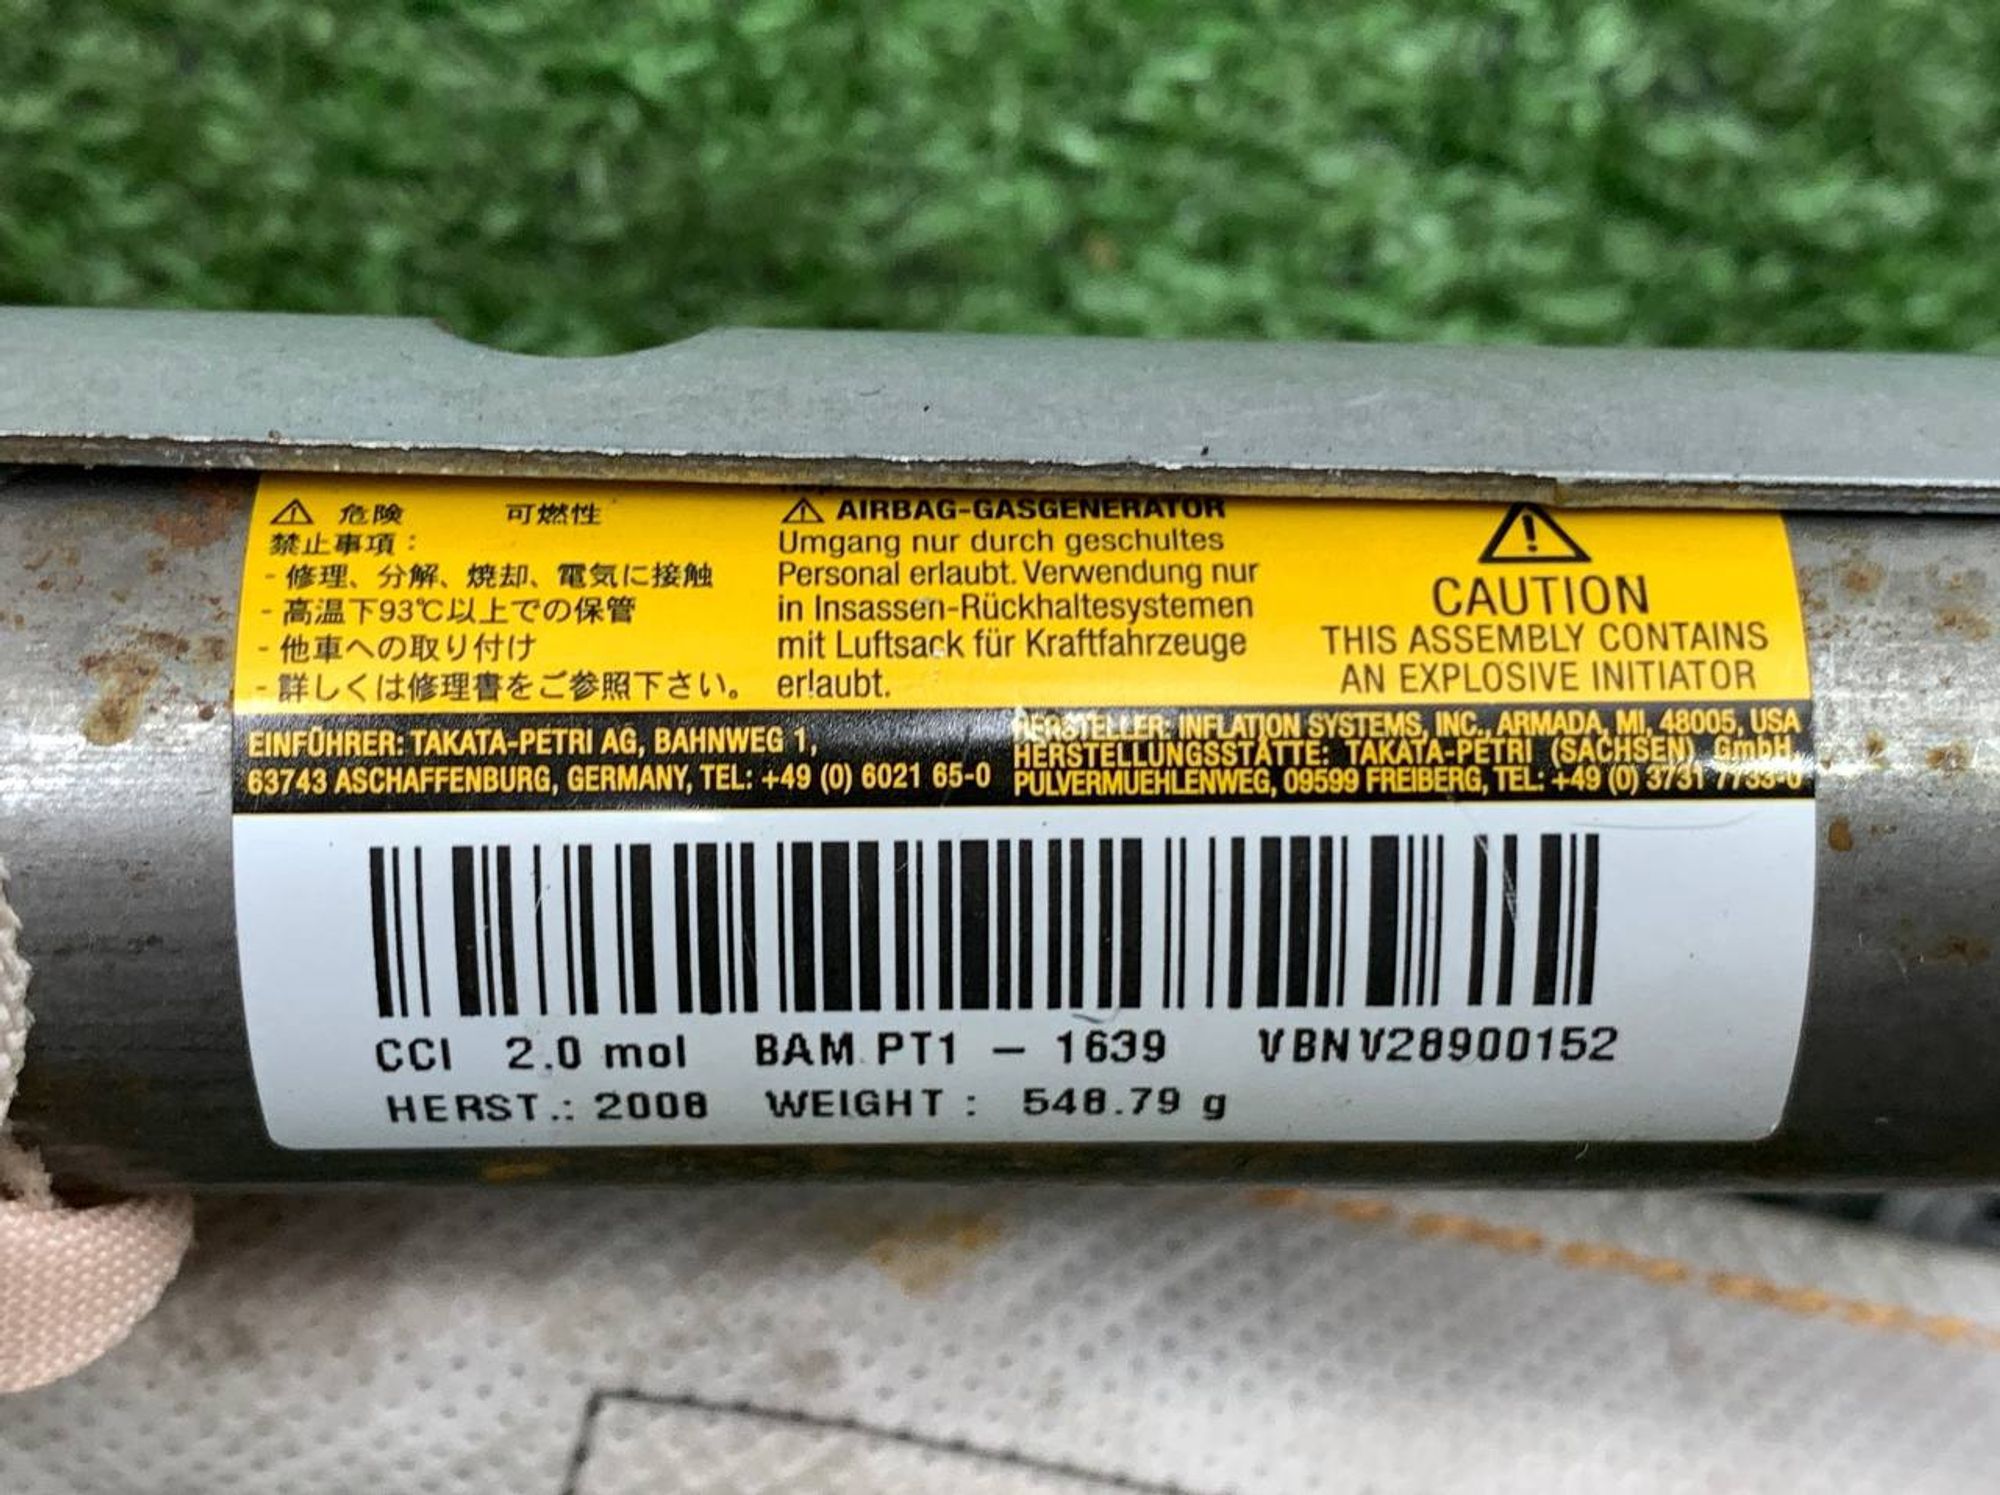 ⚠ 危険 可燃性
禁止事項：
- 修理、分解、焼却、電気に接触
- 高温下93℃以上での保管
- 他車への取り付け
- 詳しくは修理書をご参照下さい。
⚠ AIRBAG-GASGENERATOR
Umgang nur durch geschultes
Personal erlaubt. Verwendung nur
in Insassen-Rückhaltesystemen
mit Luftsack für Kraftfahrzeuge
erlaubt.
CAUTION
THIS ASSEMBLY CONTAINS
AN EXPLOSIVE INITIATOR
EINFÜHRER: TAKATA-PETRI AG, BAHNWEG 1,
63743 ASCHAFFENBURG, GERMANY, TEL: +49 (0) 6021 65-0
HERSTELLER: INFLATION SYSTEMS, INC., ARMADA, MI, 48005, USA
HERSTELLUNGSSTÄTTE: TAKATA-PETRI (SACHSEN) GmbH,
PULVERMUEHLENWEG, 09599 FREIBERG, TEL: +49 (0) 3731 7733-0
CCI 2.0 mol BAM PT1 – 1639 VBNV28900152
HERST.: 2008 WEIGHT : 548.79 g